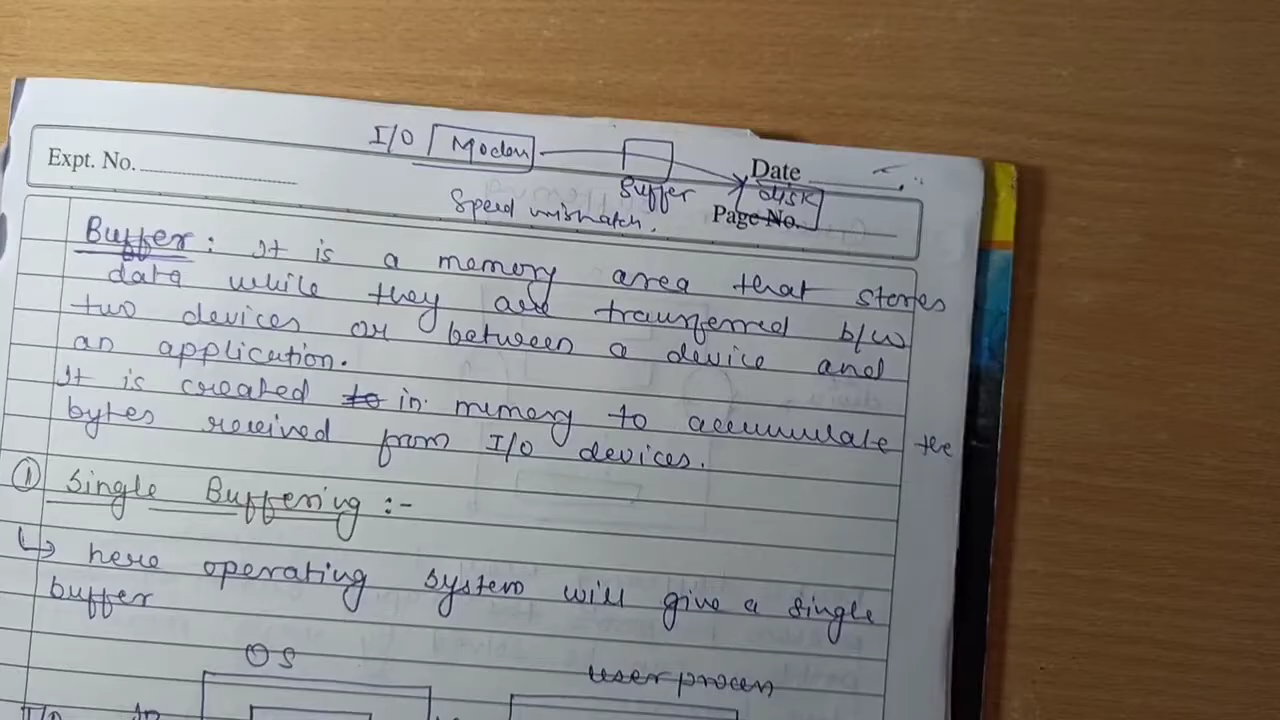 I/O Modem
Buffer
disk
Speed mismatch.
Expt. No.
Date
Page No.
Buffer : It is a memory area that stores
data while they are transferred b/w
two devices or between a device and
an application.
It is created to in memory to accumulate the
bytes received from I/O devices.
① Single Buffering :-
↳ here operating system will give a single
buffer
OS
user process
I/O